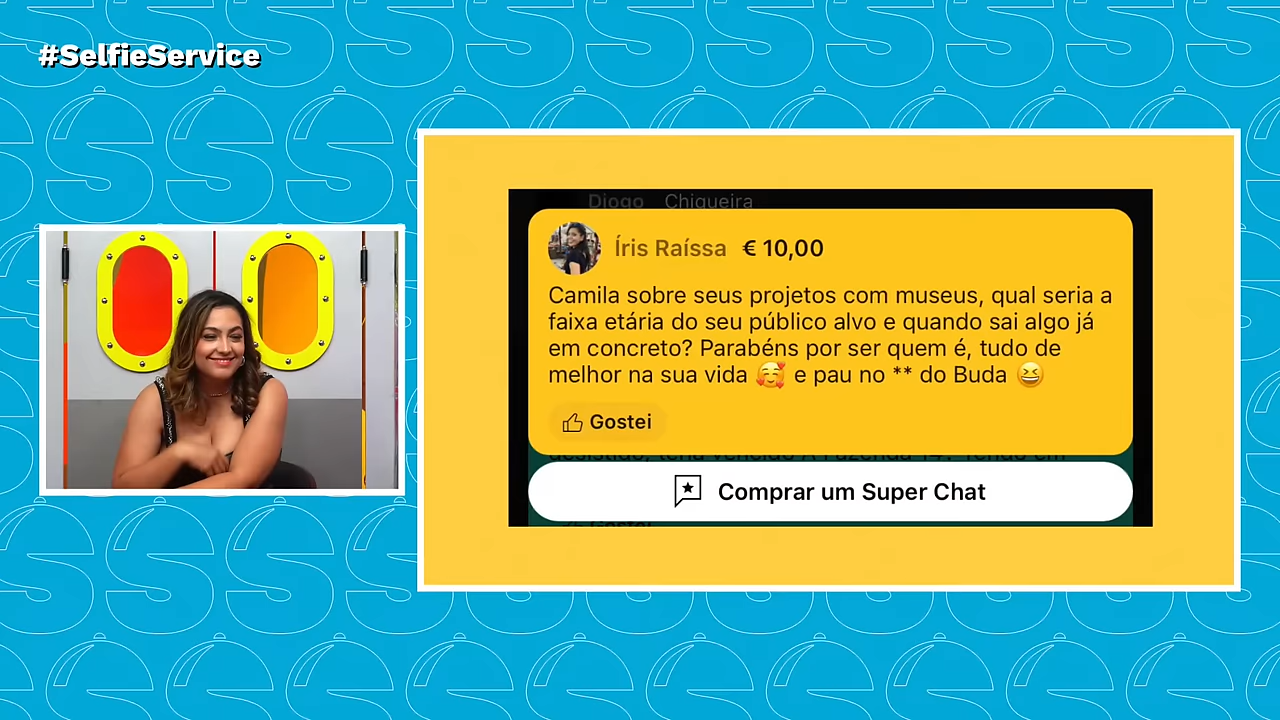 #SelfieService
Diogo Chiqueira
Íris Raíssa € 10,00
Camila sobre seus projetos com museus, qual seria a
faixa etária do seu público alvo e quando sai algo já
em concreto? Parabéns por ser quem é, tudo de
melhor na sua vida 🥰 e pau no ** do Buda 😆
Gostei
Comprar um Super Chat
Gostei